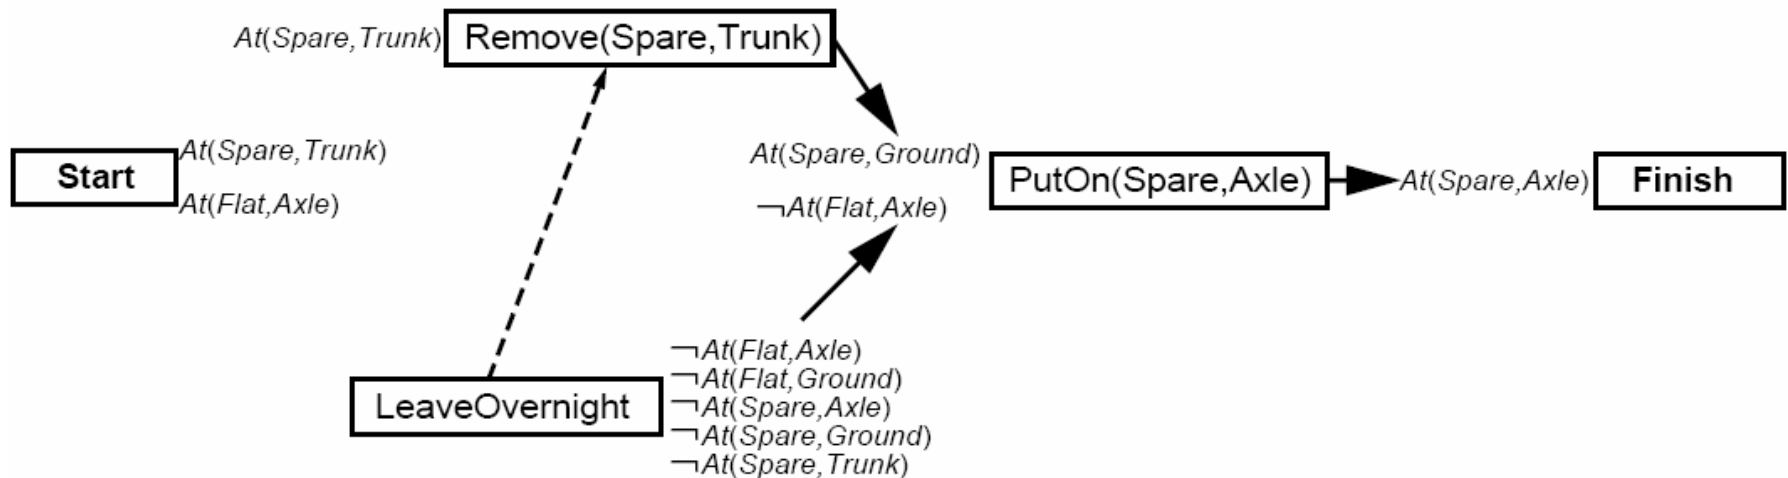 At(Spare,Trunk) Remove(Spare,Trunk)
Start
At(Spare,Trunk)
At(Flat,Axle)
At(Spare,Ground)
¬At(Flat,Axle)
PutOn(Spare,Axle)
At(Spare,Axle)
Finish
LeaveOvernight
¬At(Flat,Axle)
¬At(Flat,Ground)
¬At(Spare,Axle)
¬At(Spare,Ground)
¬At(Spare,Trunk)